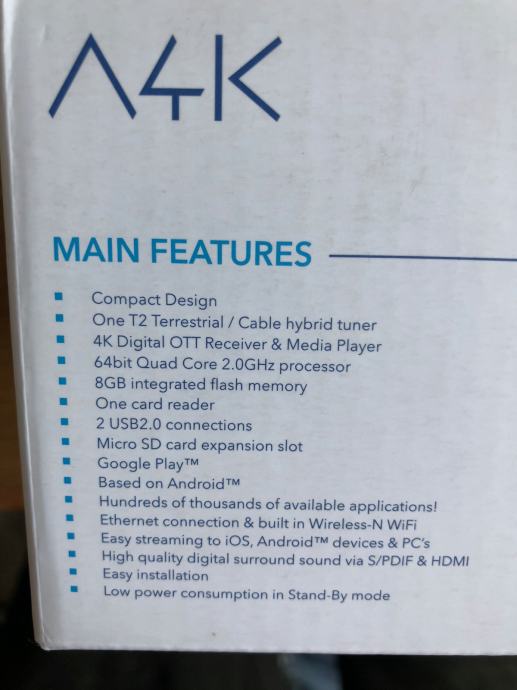 A4K
MAIN FEATURES
Compact Design
One T2 Terrestrial / Cable hybrid tuner
4K Digital OTT Receiver & Media Player
64bit Quad Core 2.0GHz processor
8GB integrated flash memory
One card reader
2 USB2.0 connections
Micro SD card expansion slot
Google Play™
Based on Android™
Hundreds of thousands of available applications!
Ethernet connection & built in Wireless-N WiFi
Easy streaming to iOS, Android™ devices & PC's
High quality digital surround sound via S/PDIF & HDMI
Easy installation
Low power consumption in Stand-By mode